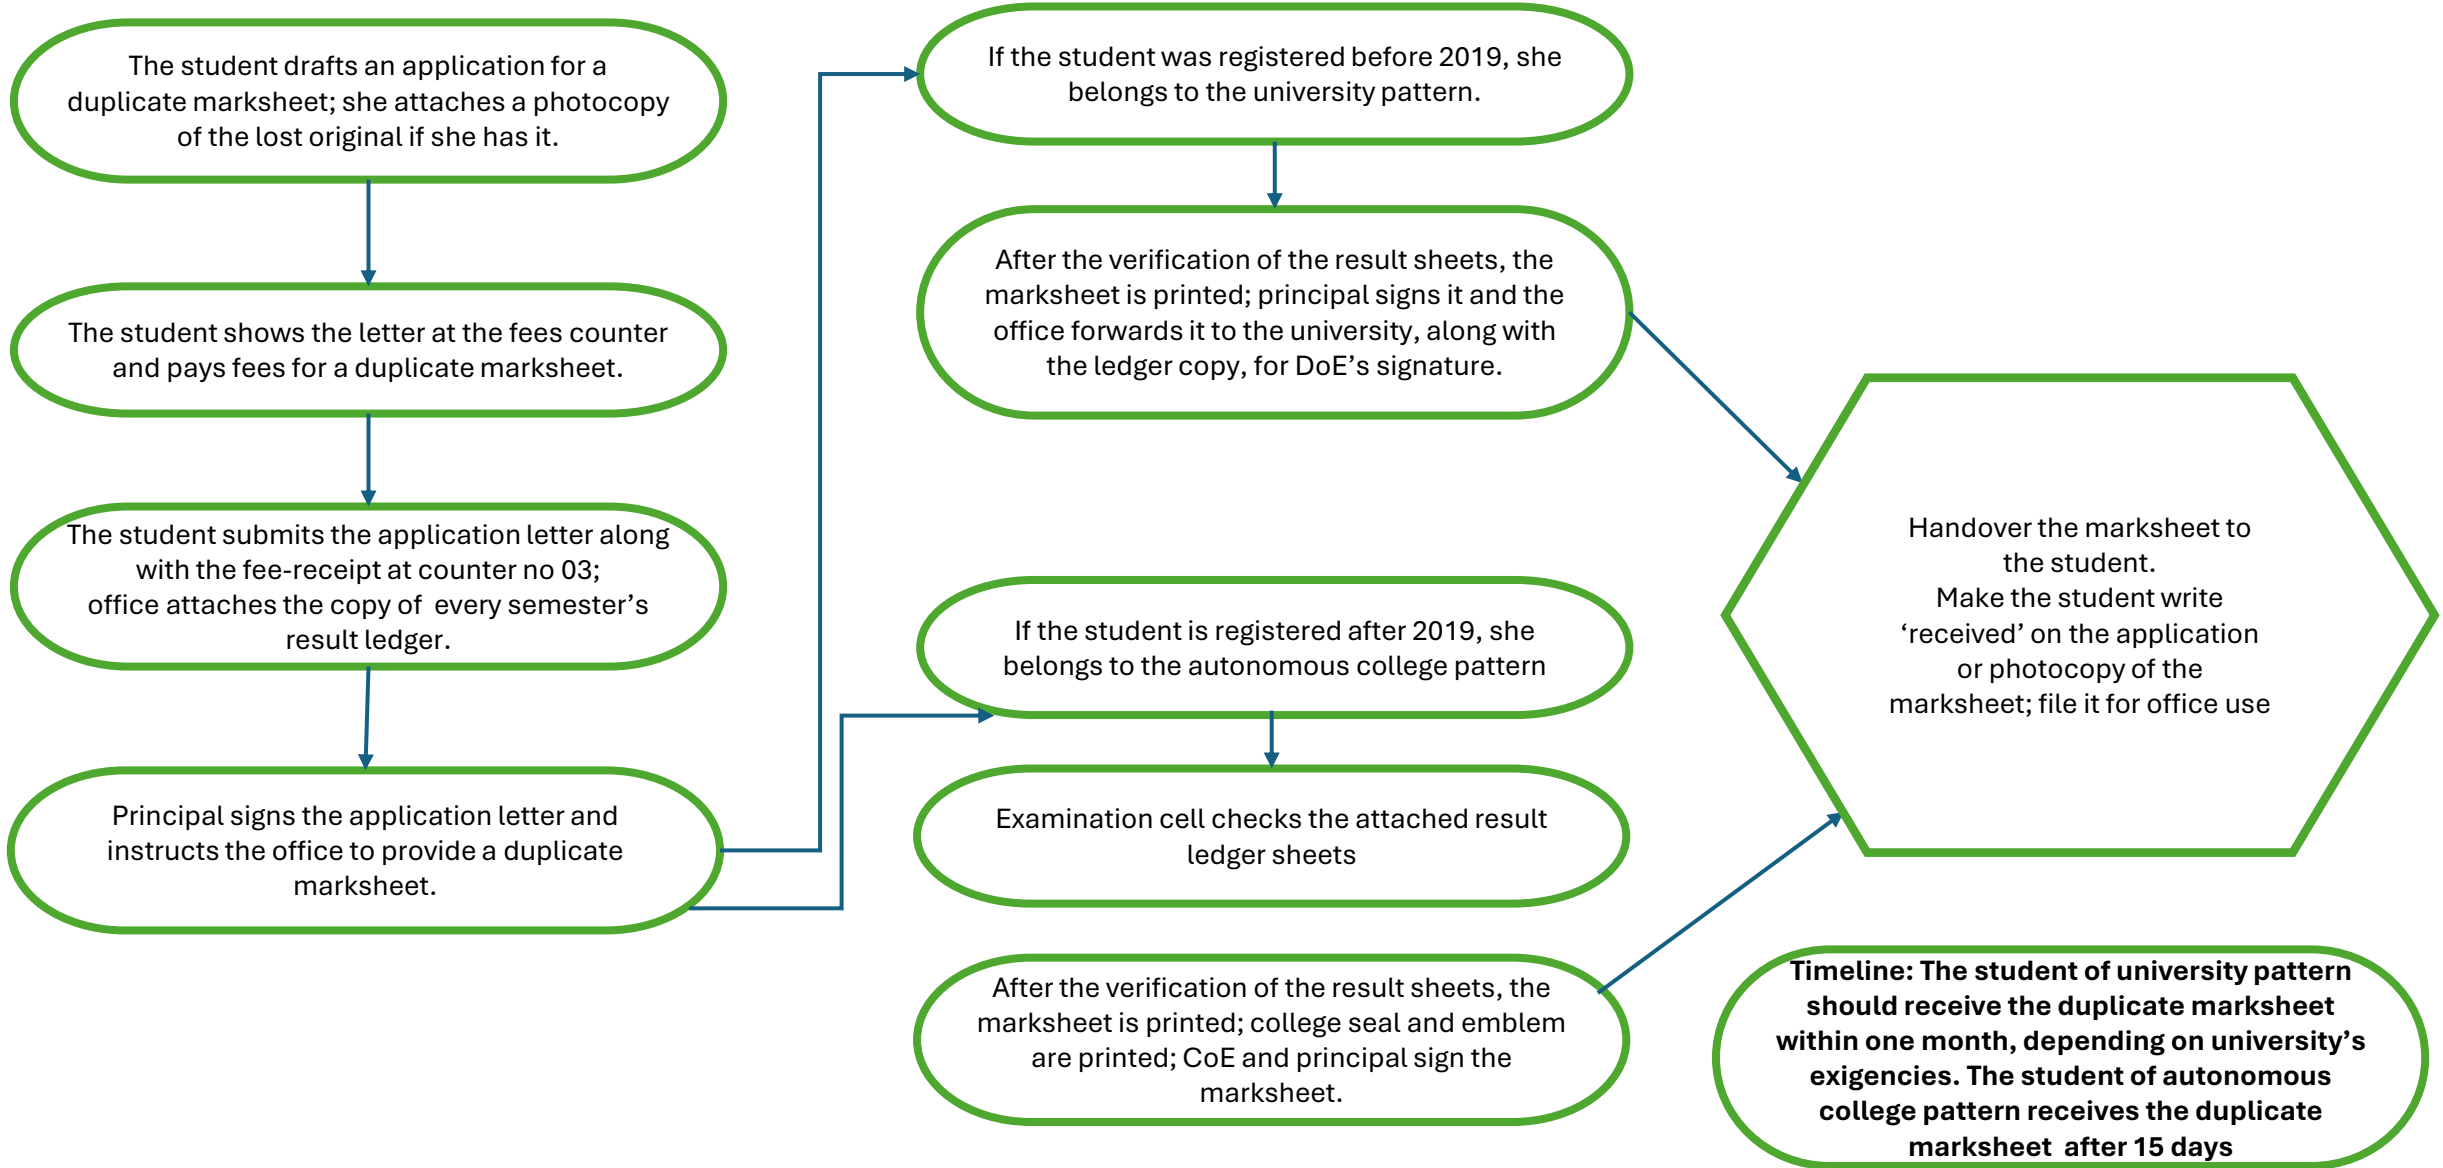 The student drafts an application for a
duplicate marksheet; she attaches a photocopy
of the lost original if she has it.
The student shows the letter at the fees counter
and pays fees for a duplicate marksheet.
The student submits the application letter along
with the fee-receipt at counter no 03;
office attaches the copy of  every semester’s
result ledger.
Principal signs the application letter and
instructs the office to provide a duplicate
marksheet.
If the student was registered before 2019, she
belongs to the university pattern.
After the verification of the result sheets, the
marksheet is printed; principal signs it and the
office forwards it to the university, along with
the ledger copy, for DoE’s signature.
If the student is registered after 2019, she
belongs to the autonomous college pattern
Examination cell checks the attached result
ledger sheets
After the verification of the result sheets, the
marksheet is printed; college seal and emblem
are printed; CoE and principal sign the
marksheet.
Handover the marksheet to
the student.
Make the student write
‘received’ on the application
or photocopy of the
marksheet; file it for office use
Timeline: The student of university pattern
should receive the duplicate marksheet
within one month, depending on university’s
exigencies. The student of autonomous
college pattern receives the duplicate
marksheet  after 15 days